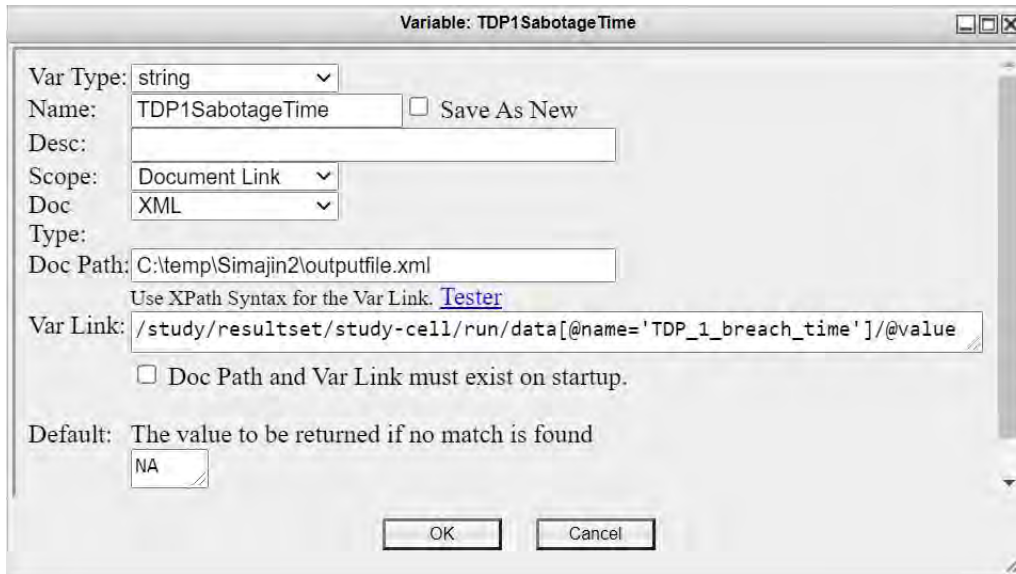 Variable: TDP1SabotageTime
Var Type: string
Name: TDP1SabotageTime Save As New
Desc:
Scope: Document Link
Doc Type: XML
Doc Path: C:\temp\Simajin2\outputfile.xml
Use XPath Syntax for the Var Link. Tester
Var Link: /study/resultset/study-cell/run/data[@name='TDP_1_breach_time']/@value
Doc Path and Var Link must exist on startup.
Default: The value to be returned if no match is found
NA
OK Cancel